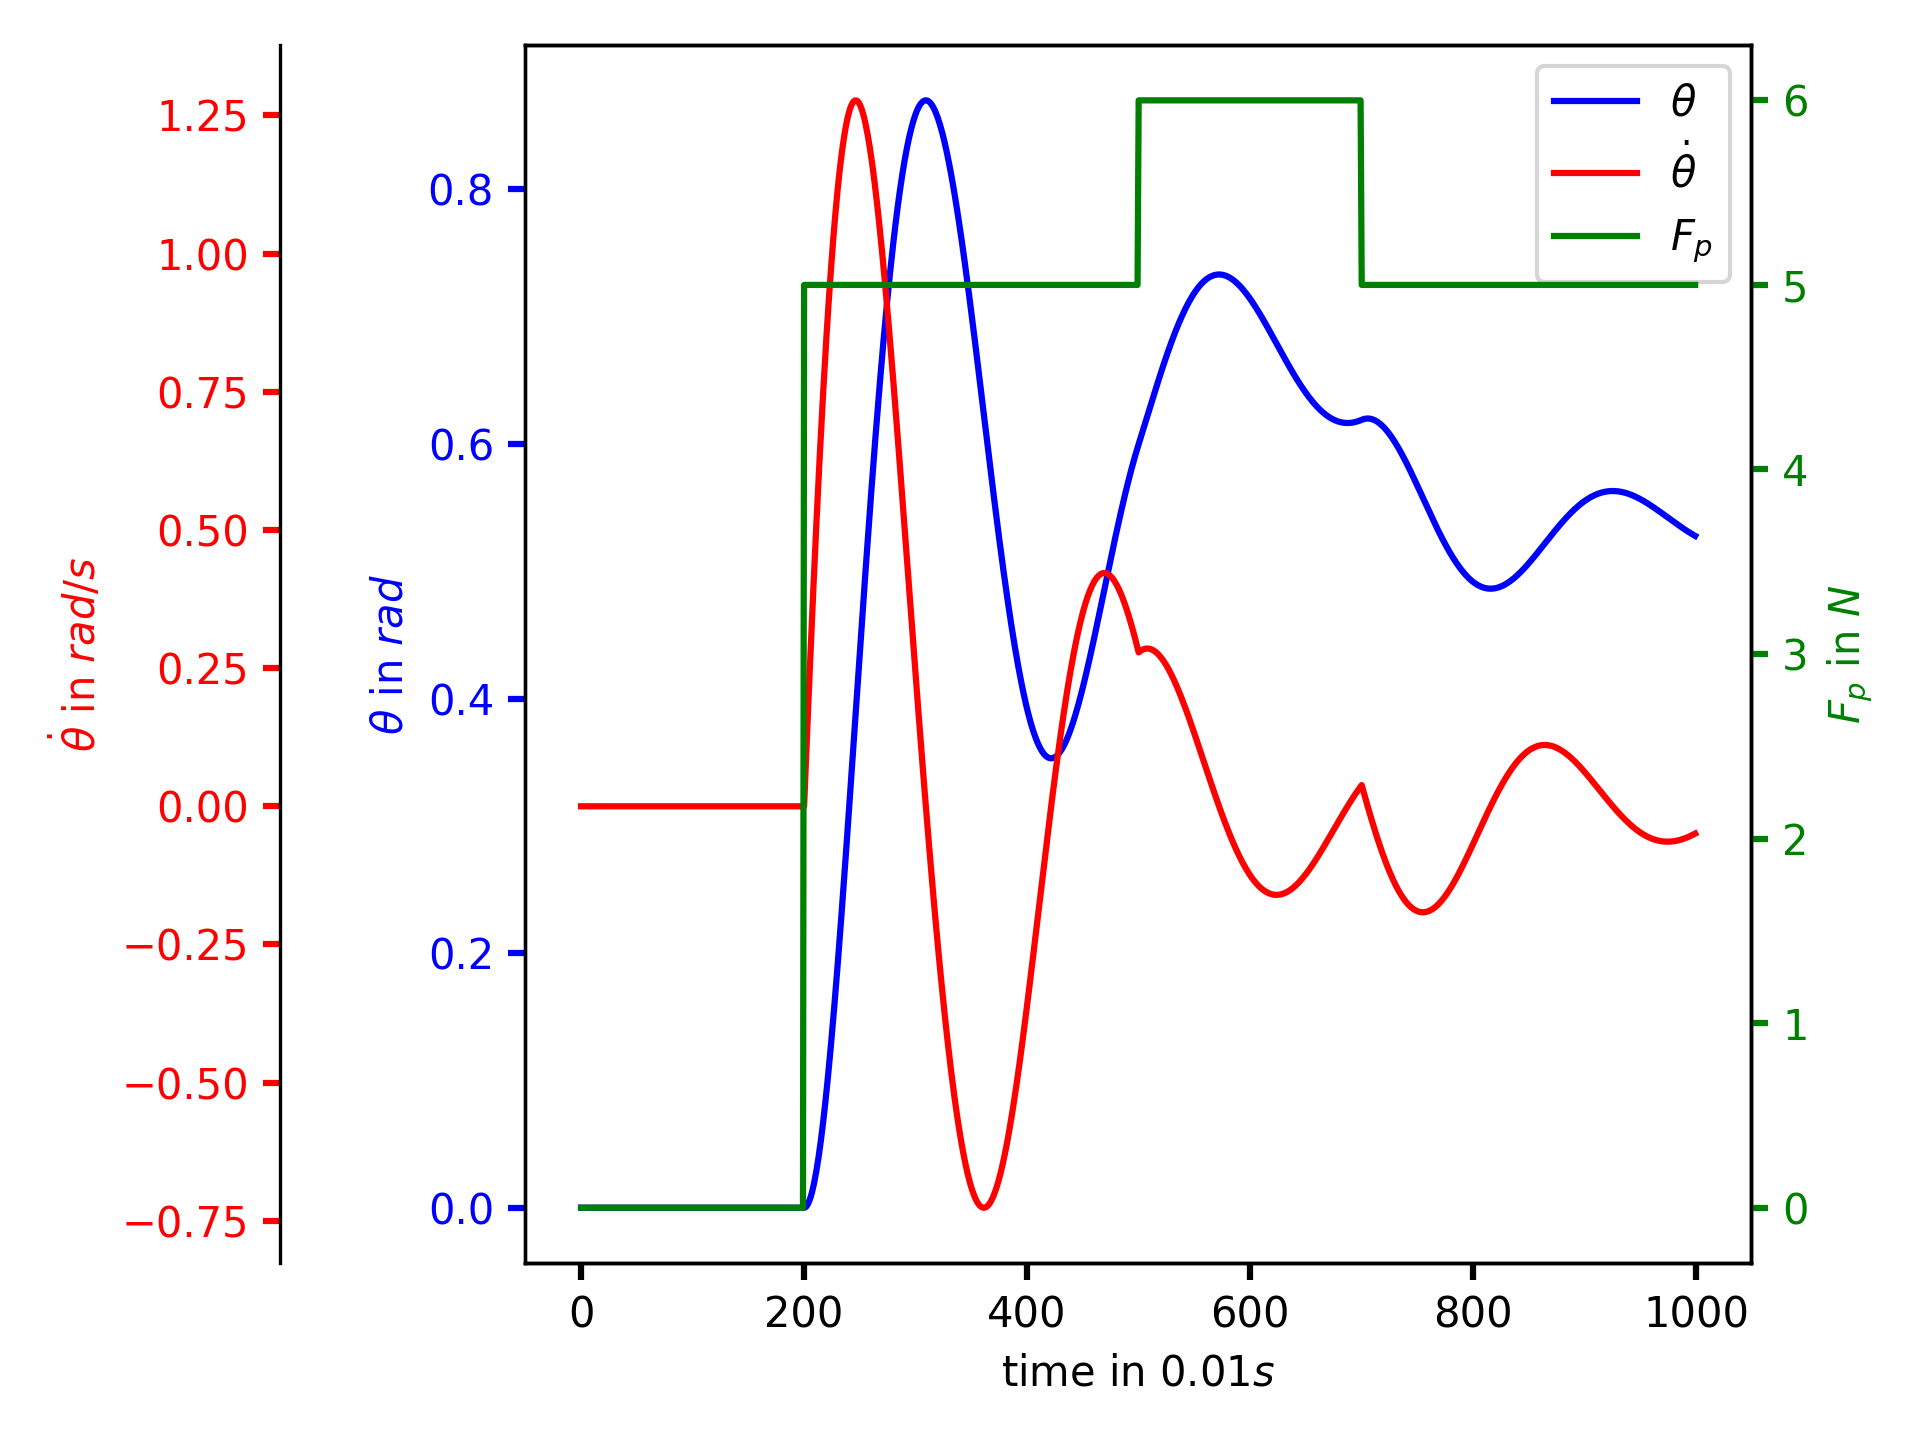 1.25
1.00
0.75
0.50
0.25
0.00
−0.25
−0.50
−0.75
θ̇ in rad/s
0.8
0.6
0.4
0.2
0.0
θ in rad
θ
θ̇
F_p
6
5
4
3
2
1
0
F_p in N
0 200 400 600 800 1000
time in 0.01s